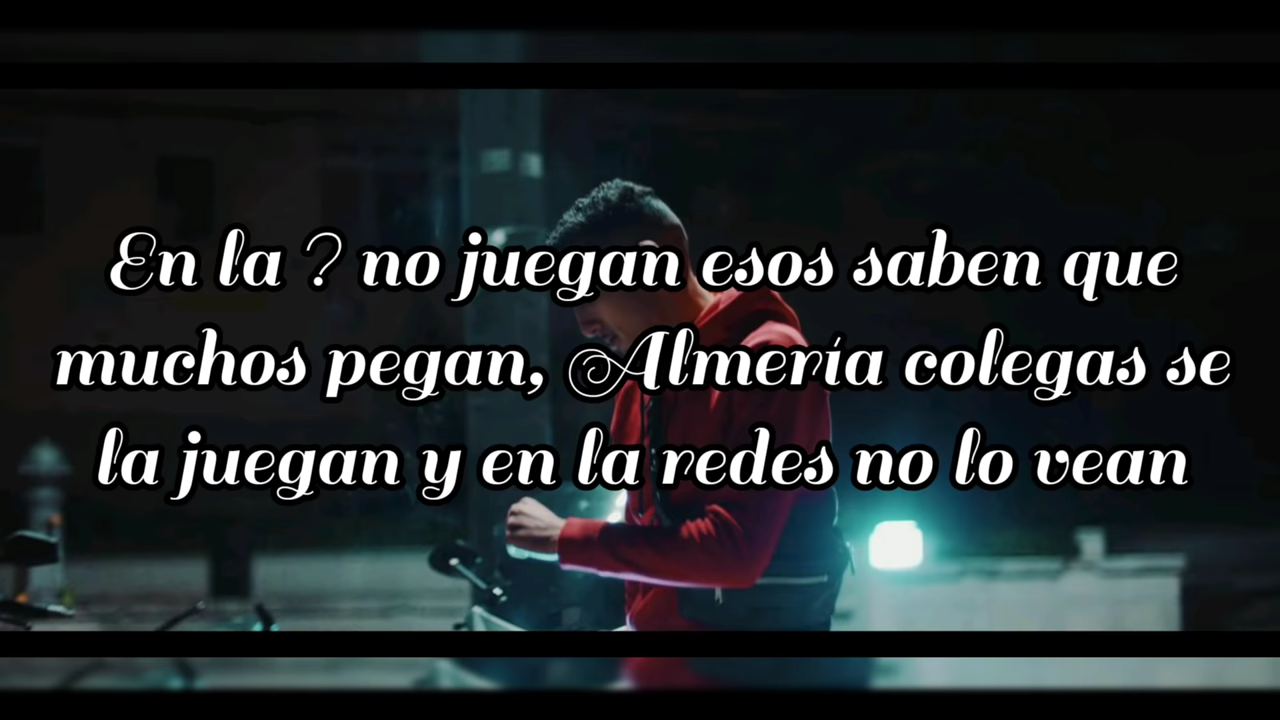 En la ? no juegan esos saben que
muchos pegan, Almería colegas se
la juegan y en la redes no lo vean